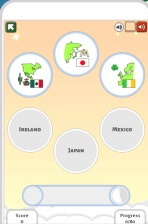 IRELAND
MEXICO
JAPAN
Score
0
Progress
0/80